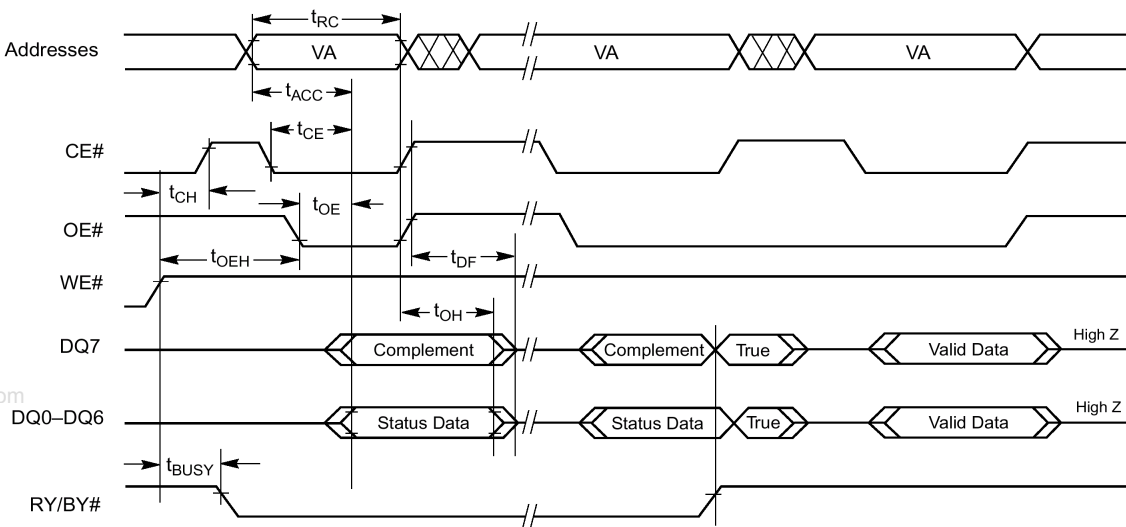 tRC
Addresses VA VA VA
tACC
tCE
CE#
tCH tOE
OE#
tOEH tDF
WE#
tOH
DQ7 Complement Complement True Valid Data High Z
om
DQ0–DQ6 Status Data Status Data True Valid Data High Z
tBUSY
RY/BY#